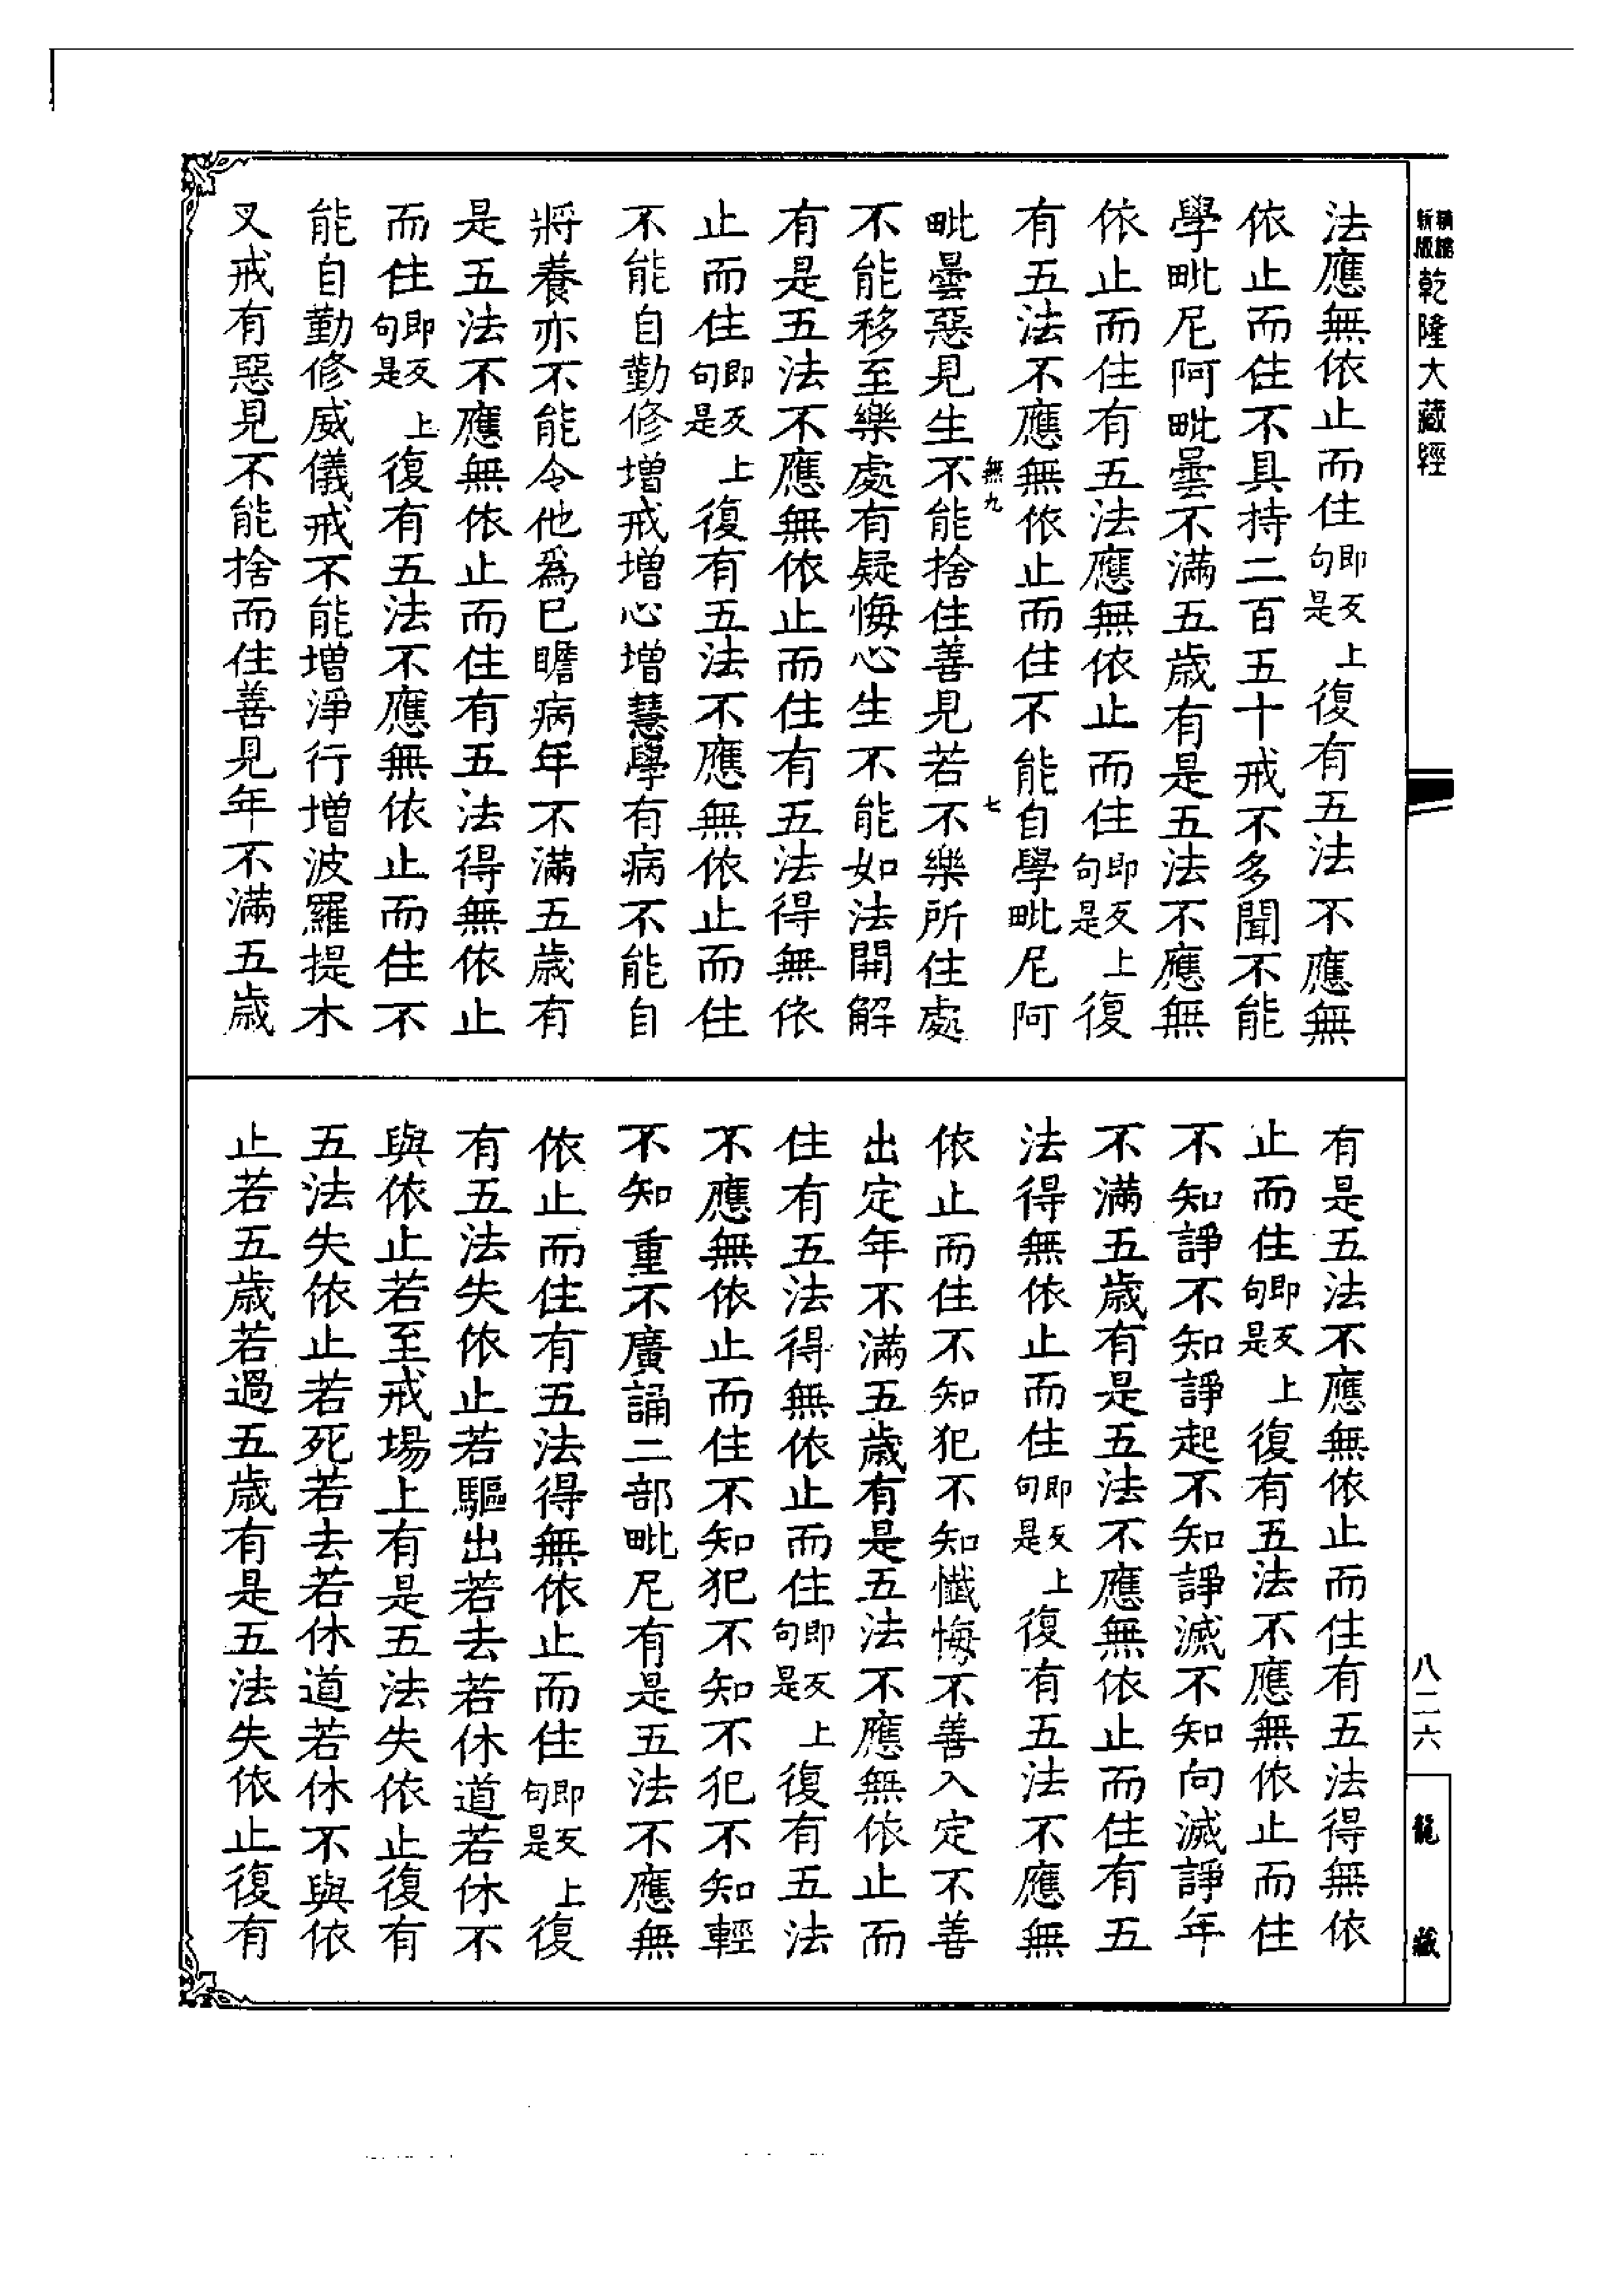 新版
精縮
乾隆大藏經
法應無依止而住即是反上句復有五法不應無
依止而住不具持二百五十戒不多聞不能
學毗尼阿毗曇不滿五歲有是五法不應無
依止而住有五法應無依止而住即是反上句復
有五法不應無依止而住不能自學毗尼阿
無九
七
毗曇惡見生不能捨住善見若不樂所住處
不能移至樂處有疑悔心生不能如法開解
有是五法不應無依止而住有五法得無依
止而住即是反上句復有五法不應無依止而住
不能自勤修增戒增心增慧學有病不能自
將養亦不能令他爲已瞻病年不滿五歲有
是五法不應無依止而住有五法得無依止
而住即是反上句復有五法不應無依止而住不
能自勤修威儀戒不能增淨行增波羅提木
叉戒有惡見不能捨而住善見年不滿五歲
有是五法不應無依止而住有五法得無依
止而住即是反上句復有五法不應無依止而住
不知諍不知諍起不知諍滅不知向滅諍年
不滿五歲有是五法不應無依止而住有五
法得無依止而住即是反上句復有五法不應無
依止而住不知犯不知懺悔不善入定不善
出定年不滿五歲有是五法不應無依止而
住有五法得無依止而住即是反上句復有五法
不應無依止而住不知犯不知不犯不知輕
不知重不廣誦二部毗尼有是五法不應無
依止而住有五法得無依止而住即是反上句復
有五法失依止若驅出若去若休道若休不
與依止若至戒場上有是五法失依止復有
五法失依止若死若去若休道若休不與依
止若五歲若過五歲有是五法失依止復有
八二六
龍藏